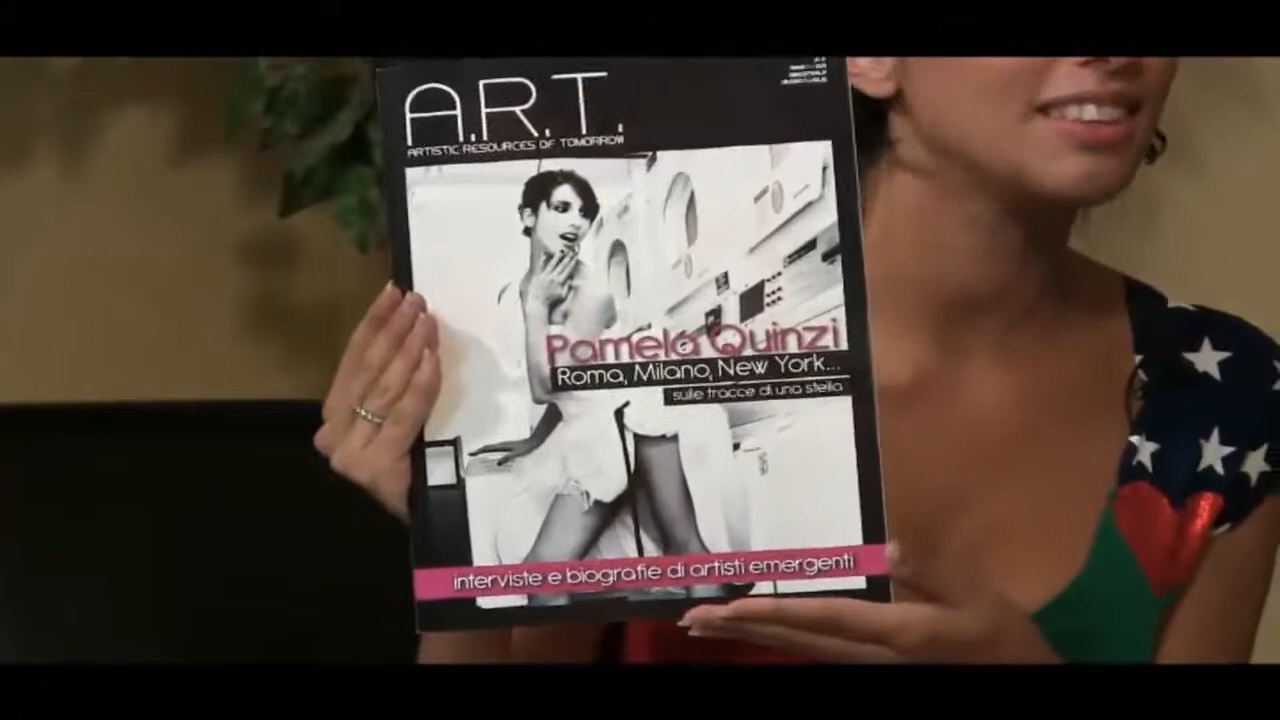 A.R.T.
ARTISTIC RESOURCES OF TOMORROW
Pamela Quinzi
Roma, Milano, New York...
sulle tracce di una stella
interviste e biografie di artisti emergenti